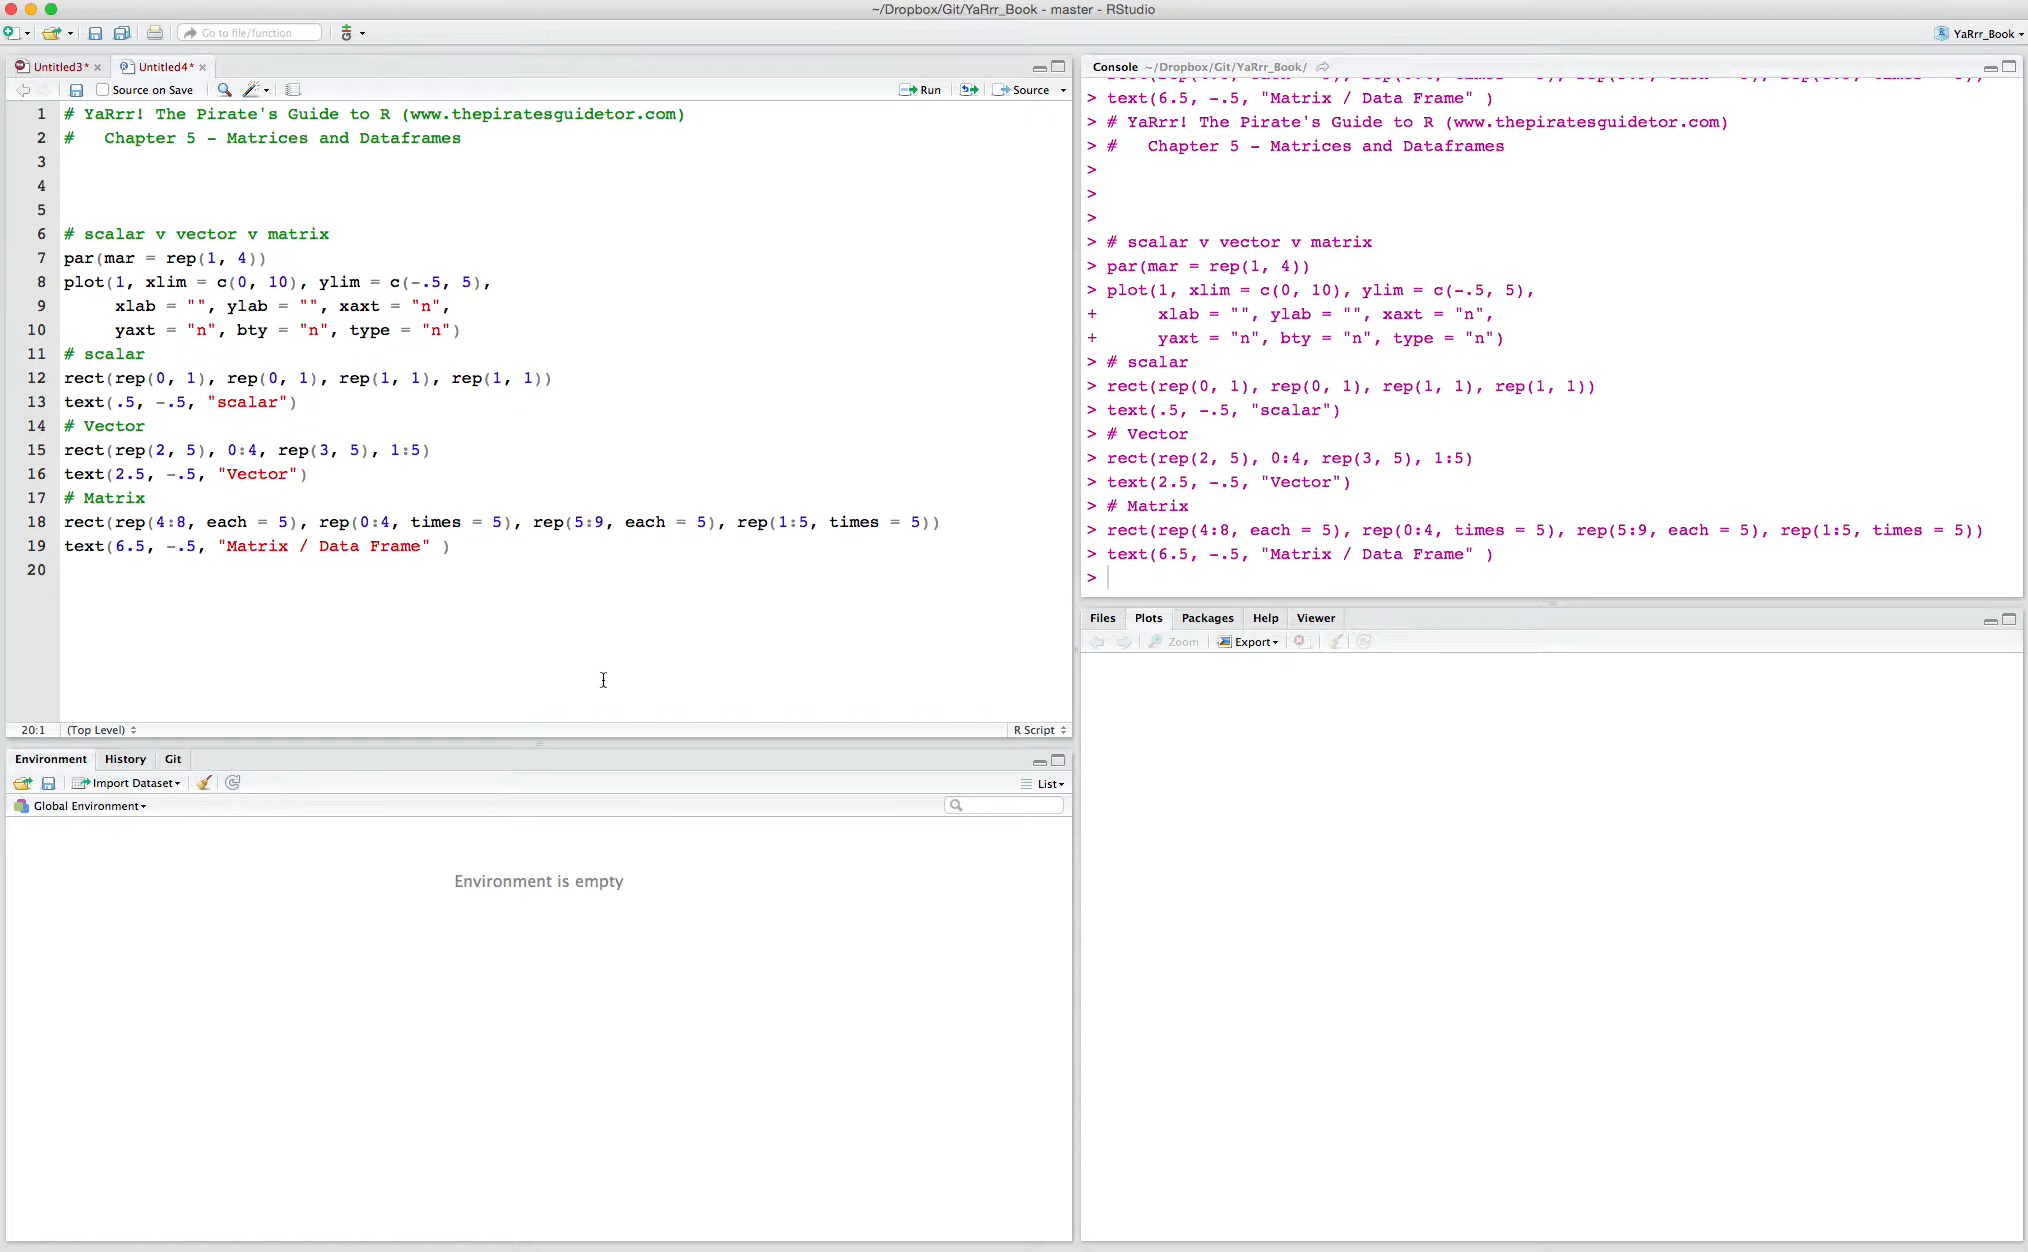 ~/Dropbox/Git/YaRrr_Book - master - RStudio
Go to file/function
YaRrr_Book
Untitled3*
Untitled4*
Source on Save
Run
Source
1 # YaRrr! The Pirate's Guide to R (www.thepiratesguidetor.com)
2 #   Chapter 5 - Matrices and Dataframes
3
4
5
6 # scalar v vector v matrix
7 par(mar = rep(1, 4))
8 plot(1, xlim = c(0, 10), ylim = c(-.5, 5),
9      xlab = "", ylab = "", xaxt = "n",
10      yaxt = "n", bty = "n", type = "n")
11 # scalar
12 rect(rep(0, 1), rep(0, 1), rep(1, 1), rep(1, 1))
13 text(.5, -.5, "scalar")
14 # Vector
15 rect(rep(2, 5), 0:4, rep(3, 5), 1:5)
16 text(2.5, -.5, "Vector")
17 # Matrix
18 rect(rep(4:8, each = 5), rep(0:4, times = 5), rep(5:9, each = 5), rep(1:5, times = 5))
19 text(6.5, -.5, "Matrix / Data Frame" )
20
20:1
(Top Level)
R Script
Environment
History
Git
Import Dataset
List
Global Environment
Environment is empty
Console ~/Dropbox/Git/YaRrr_Book/
> text(6.5, -.5, "Matrix / Data Frame" )
> # YaRrr! The Pirate's Guide to R (www.thepiratesguidetor.com)
> #   Chapter 5 - Matrices and Dataframes
>
>
>
> # scalar v vector v matrix
> par(mar = rep(1, 4))
> plot(1, xlim = c(0, 10), ylim = c(-.5, 5),
+      xlab = "", ylab = "", xaxt = "n",
+      yaxt = "n", bty = "n", type = "n")
> # scalar
> rect(rep(0, 1), rep(0, 1), rep(1, 1), rep(1, 1))
> text(.5, -.5, "scalar")
> # Vector
> rect(rep(2, 5), 0:4, rep(3, 5), 1:5)
> text(2.5, -.5, "Vector")
> # Matrix
> rect(rep(4:8, each = 5), rep(0:4, times = 5), rep(5:9, each = 5), rep(1:5, times = 5))
> text(6.5, -.5, "Matrix / Data Frame" )
>
Files
Plots
Packages
Help
Viewer
Zoom
Export